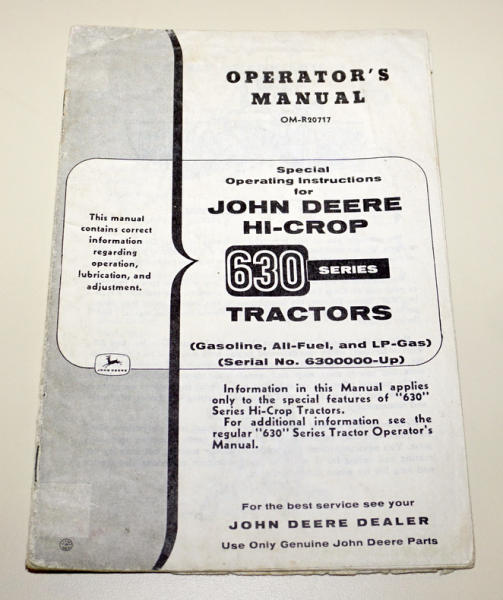 OPERATOR'S
MANUAL
OM-R20717
Special
Operating Instructions
for
JOHN DEERE
HI-CROP
630 SERIES
TRACTORS
(Gasoline, All-Fuel, and LP-Gas)
(Serial No. 6300000-Up)
This manual
contains correct
information
regarding
operation,
lubrication, and
adjustment.
JOHN DEERE
Information in this Manual applies
only to the special features of "630"
Series Hi-Crop Tractors.
For additional information see the
regular "630" Series Tractor Operator's
Manual.
For the best service see your
JOHN DEERE DEALER
Use Only Genuine John Deere Parts